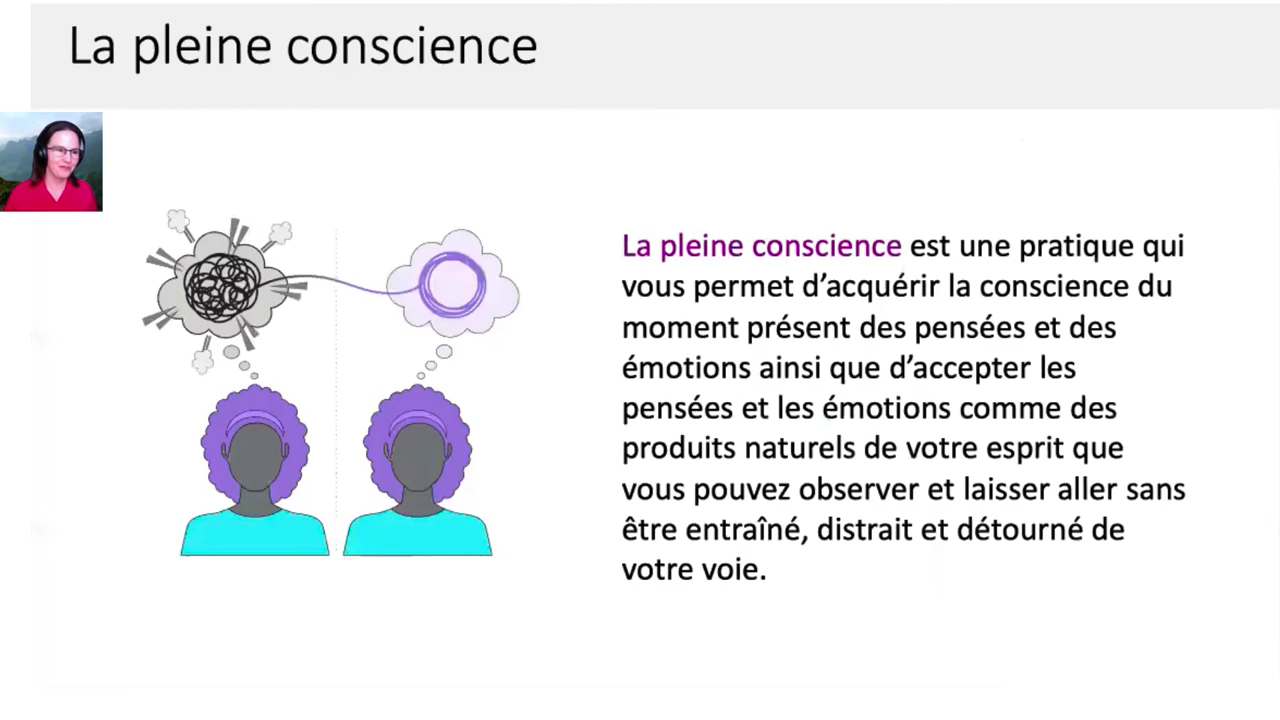 La pleine conscience
La pleine conscience est une pratique qui
vous permet d’acquérir la conscience du
moment présent des pensées et des
émotions ainsi que d’accepter les
pensées et les émotions comme des
produits naturels de votre esprit que
vous pouvez observer et laisser aller sans
être entraîné, distrait et détourné de
votre voie.